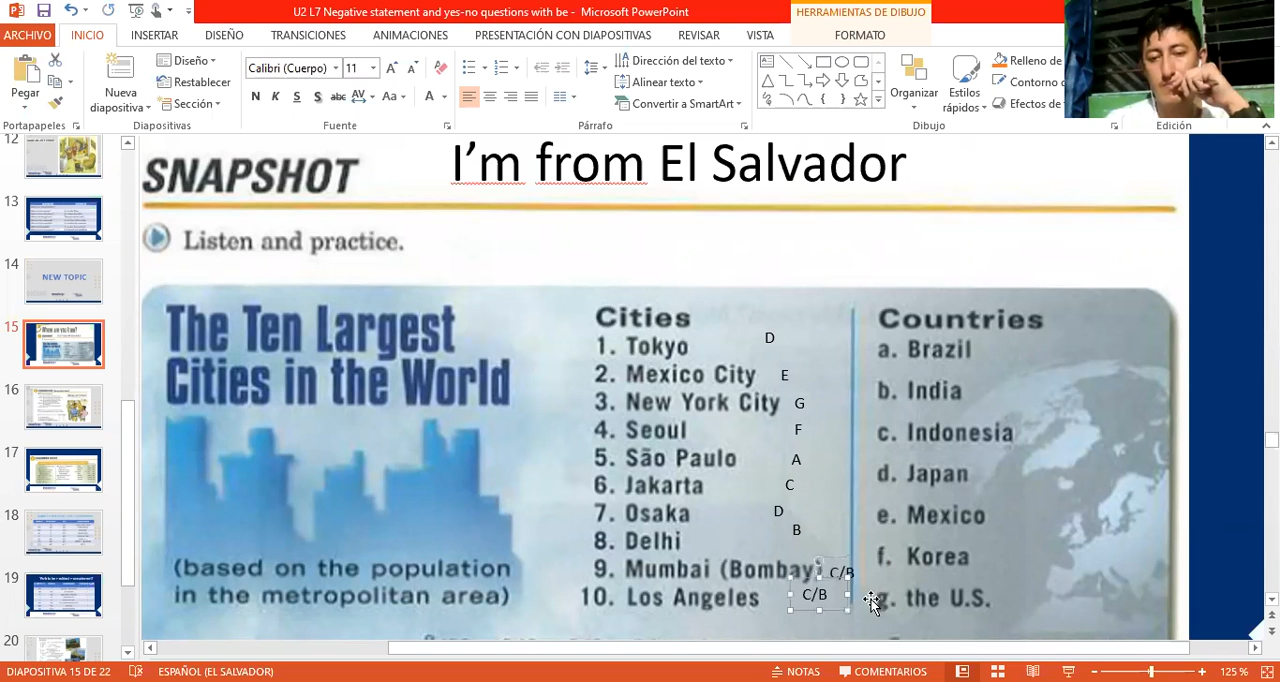 U2 L7 Negative statement and yes-no questions with be - Microsoft PowerPoint
HERRAMIENTAS DE DIBUJO
ARCHIVO INICIO INSERTAR DISEÑO TRANSICIONES ANIMACIONES PRESENTACIÓN CON DIAPOSITIVAS REVISAR VISTA FORMATO
Pegar
Nueva diapositiva
Diseño
Restablecer
Sección
Calibri (Cuerpo) 11
N K S S abc AV Aa A
Dirección del texto
Alinear texto
Convertir a SmartArt
Organizar
Estilos rápidos
Relleno de
Contorno
Efectos de
Portapapeles Diapositivas Fuente Párrafo Dibujo Edición
12
13
14
NEW TOPIC
15
16
17
18
19
20
SNAPSHOT I'm from El Salvador
Listen and practice.
The Ten Largest
Cities in the World
(based on the population
in the metropolitan area)
Cities
1. Tokyo D
2. Mexico City E
3. New York City G
4. Seoul F
5. São Paulo A
6. Jakarta C
7. Osaka D
8. Delhi B
9. Mumbai (Bombay) C/B
10. Los Angeles C/B
Countries
a. Brazil
b. India
c. Indonesia
d. Japan
e. Mexico
f. Korea
g. the U.S.
DIAPOSITIVA 15 DE 22 ESPAÑOL (EL SALVADOR) NOTAS COMENTARIOS 125 %